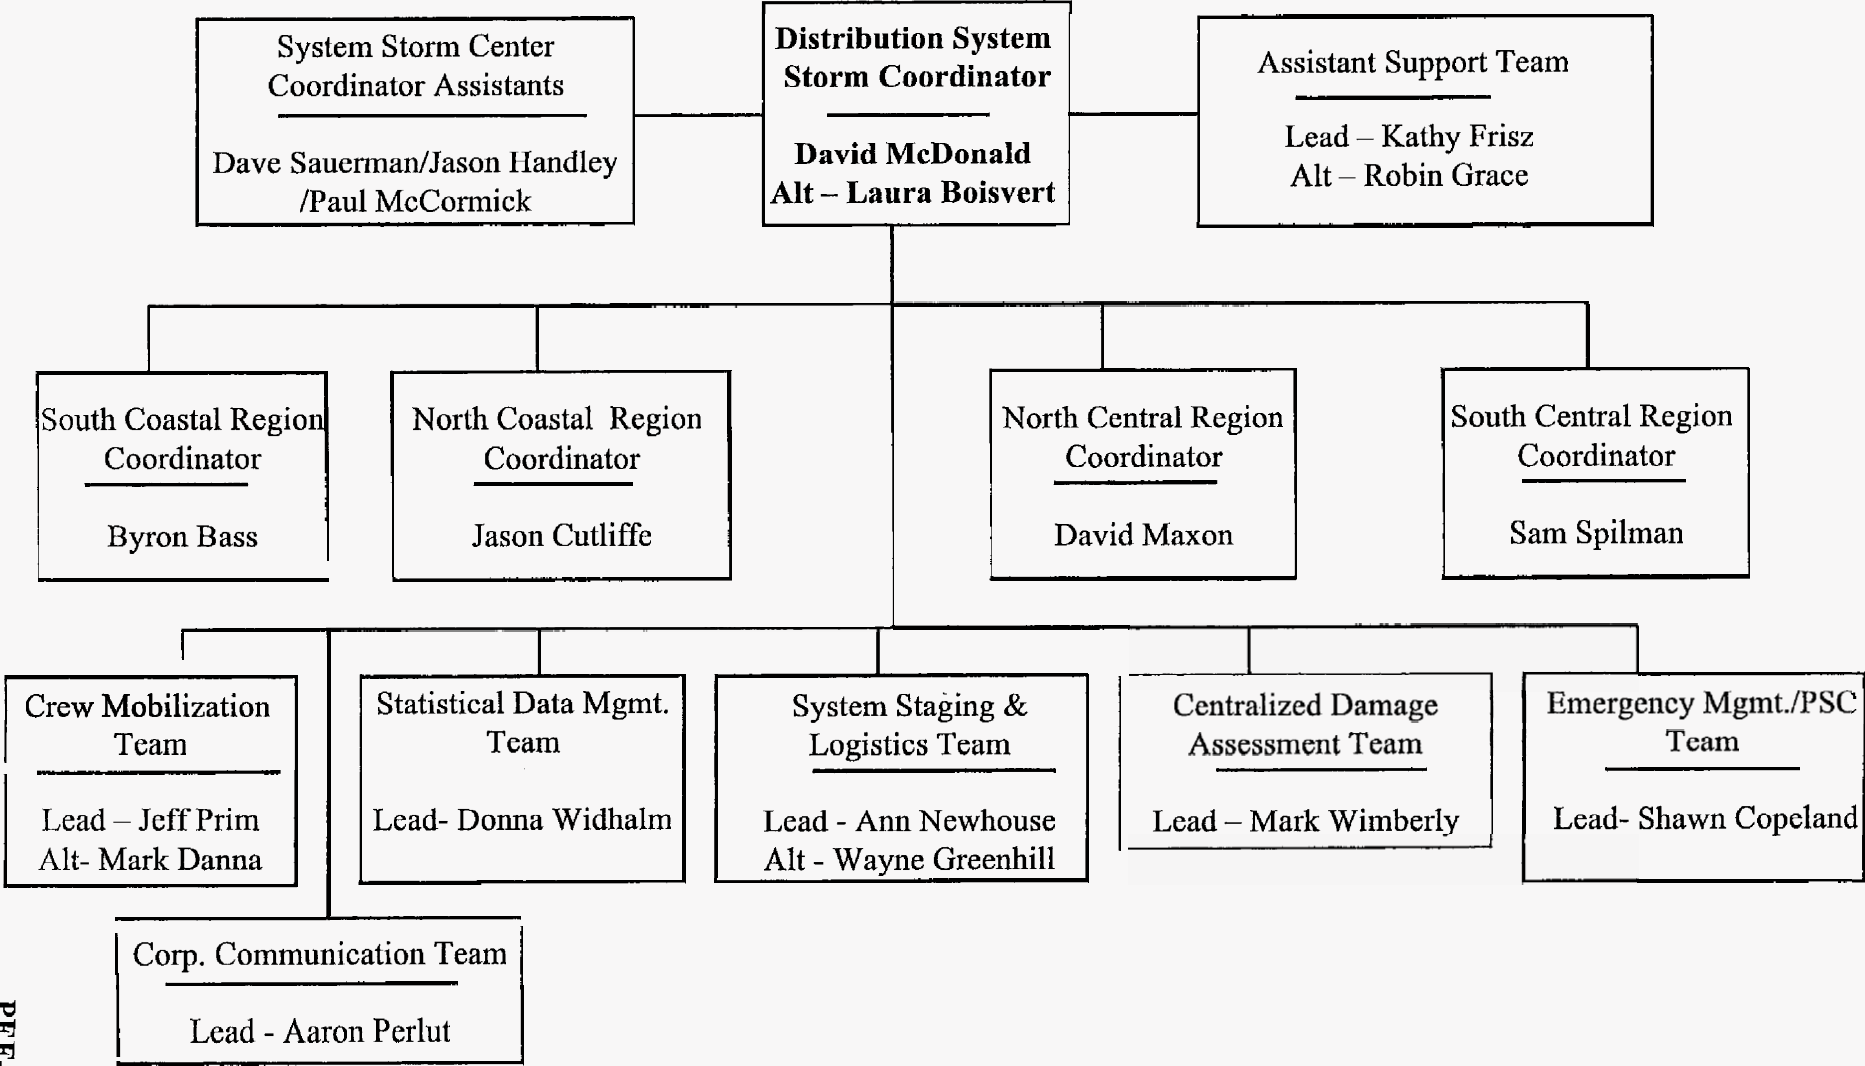 System Storm Center
Coordinator Assistants
Dave Sauerman/Jason Handley
/Paul McCormick
Distribution System
Storm Coordinator
David McDonald
Alt – Laura Boisvert
Assistant Support Team
Lead – Kathy Frisz
Alt – Robin Grace
South Coastal Region
Coordinator
Byron Bass
North Coastal Region
Coordinator
Jason Cutliffe
North Central Region
Coordinator
David Maxon
South Central Region
Coordinator
Sam Spilman
Crew Mobilization
Team
Lead – Jeff Prim
Alt- Mark Danna
Statistical Data Mgmt.
Team
Lead- Donna Widhalm
System Staging &
Logistics Team
Lead - Ann Newhouse
Alt - Wayne Greenhill
Centralized Damage
Assessment Team
Lead – Mark Wimberly
Emergency Mgmt./PSC
Team
Lead- Shawn Copeland
Corp. Communication Team
Lead - Aaron Perlut